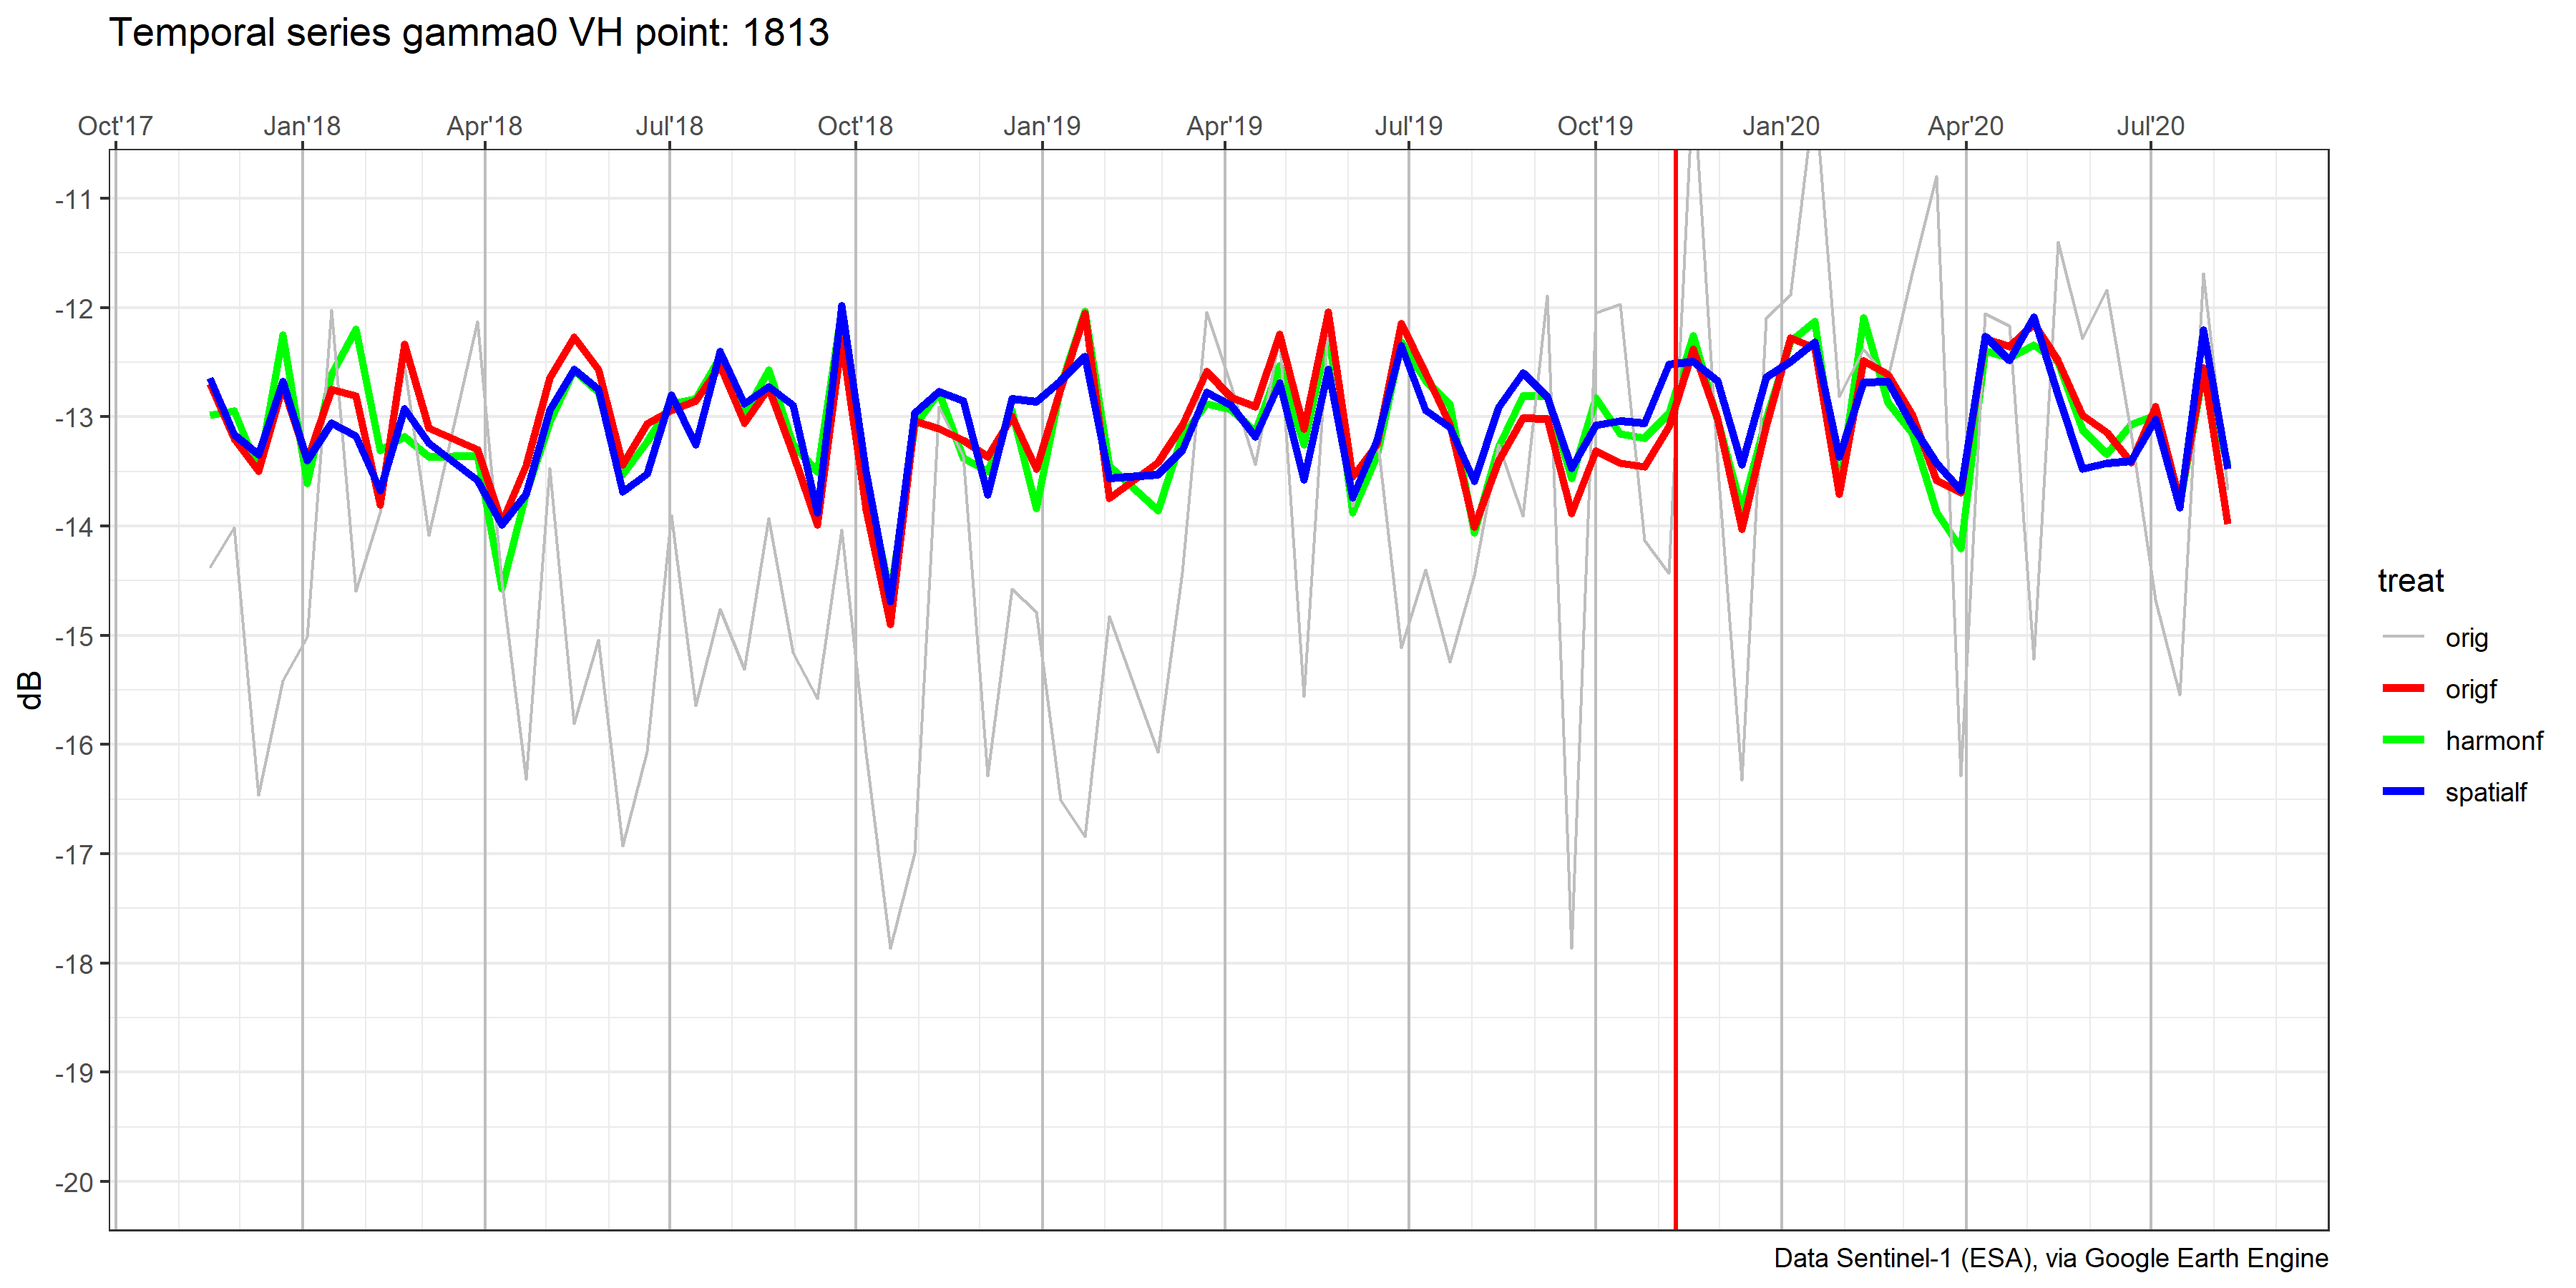 Temporal series gamma0 VH point: 1813
Oct'17 Jan'18 Apr'18 Jul'18 Oct'18 Jan'19 Apr'19 Jul'19 Oct'19 Jan'20 Apr'20 Jul'20
-11
-12
-13
-14
-15
-16
-17
-18
-19
-20
dB
treat
orig
origf
harmonf
spatialf
Data Sentinel-1 (ESA), via Google Earth Engine